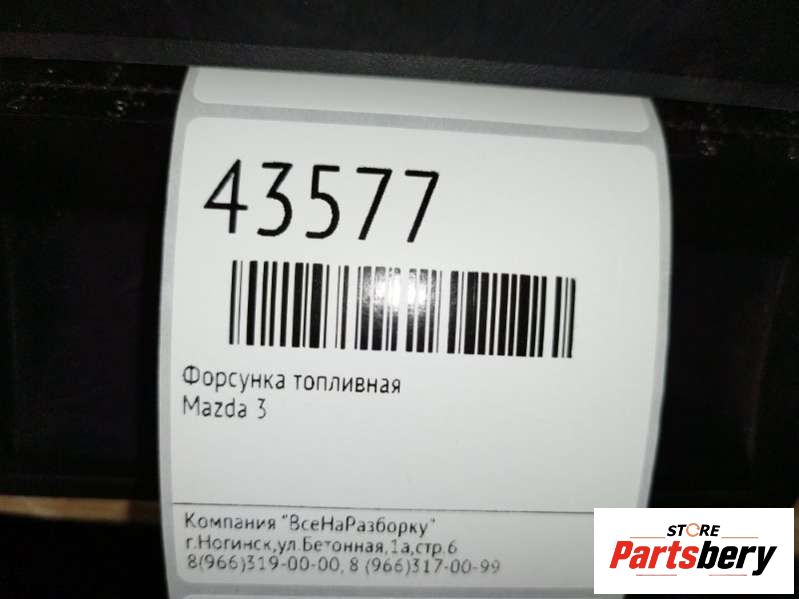 43577
Форсунка топливная
Mazda 3
Компания "ВсеНаРазборку"
г.Ногинск,ул.Бетонная,1а,стр.6
8(966)319-00-00, 8 (966)317-00-99
STORE
Partsbery